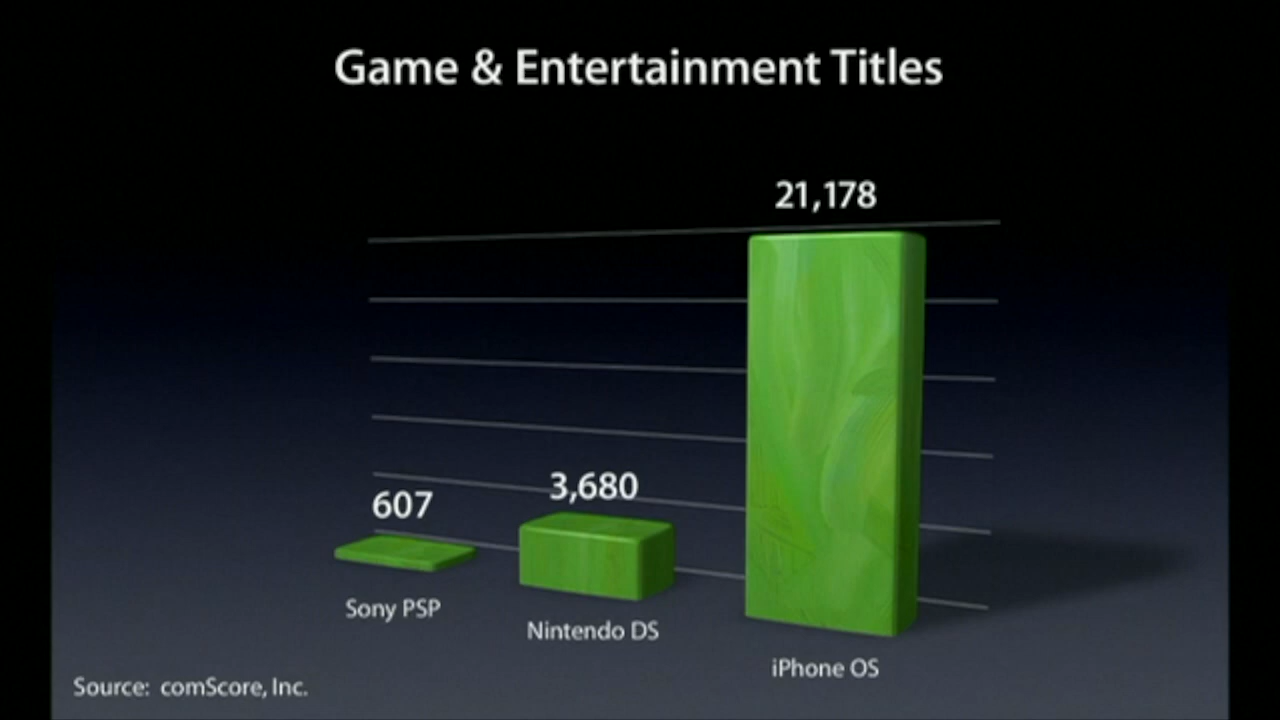 Game & Entertainment Titles
21,178
3,680
607
Sony PSP
Nintendo DS
iPhone OS
Source: comScore, Inc.